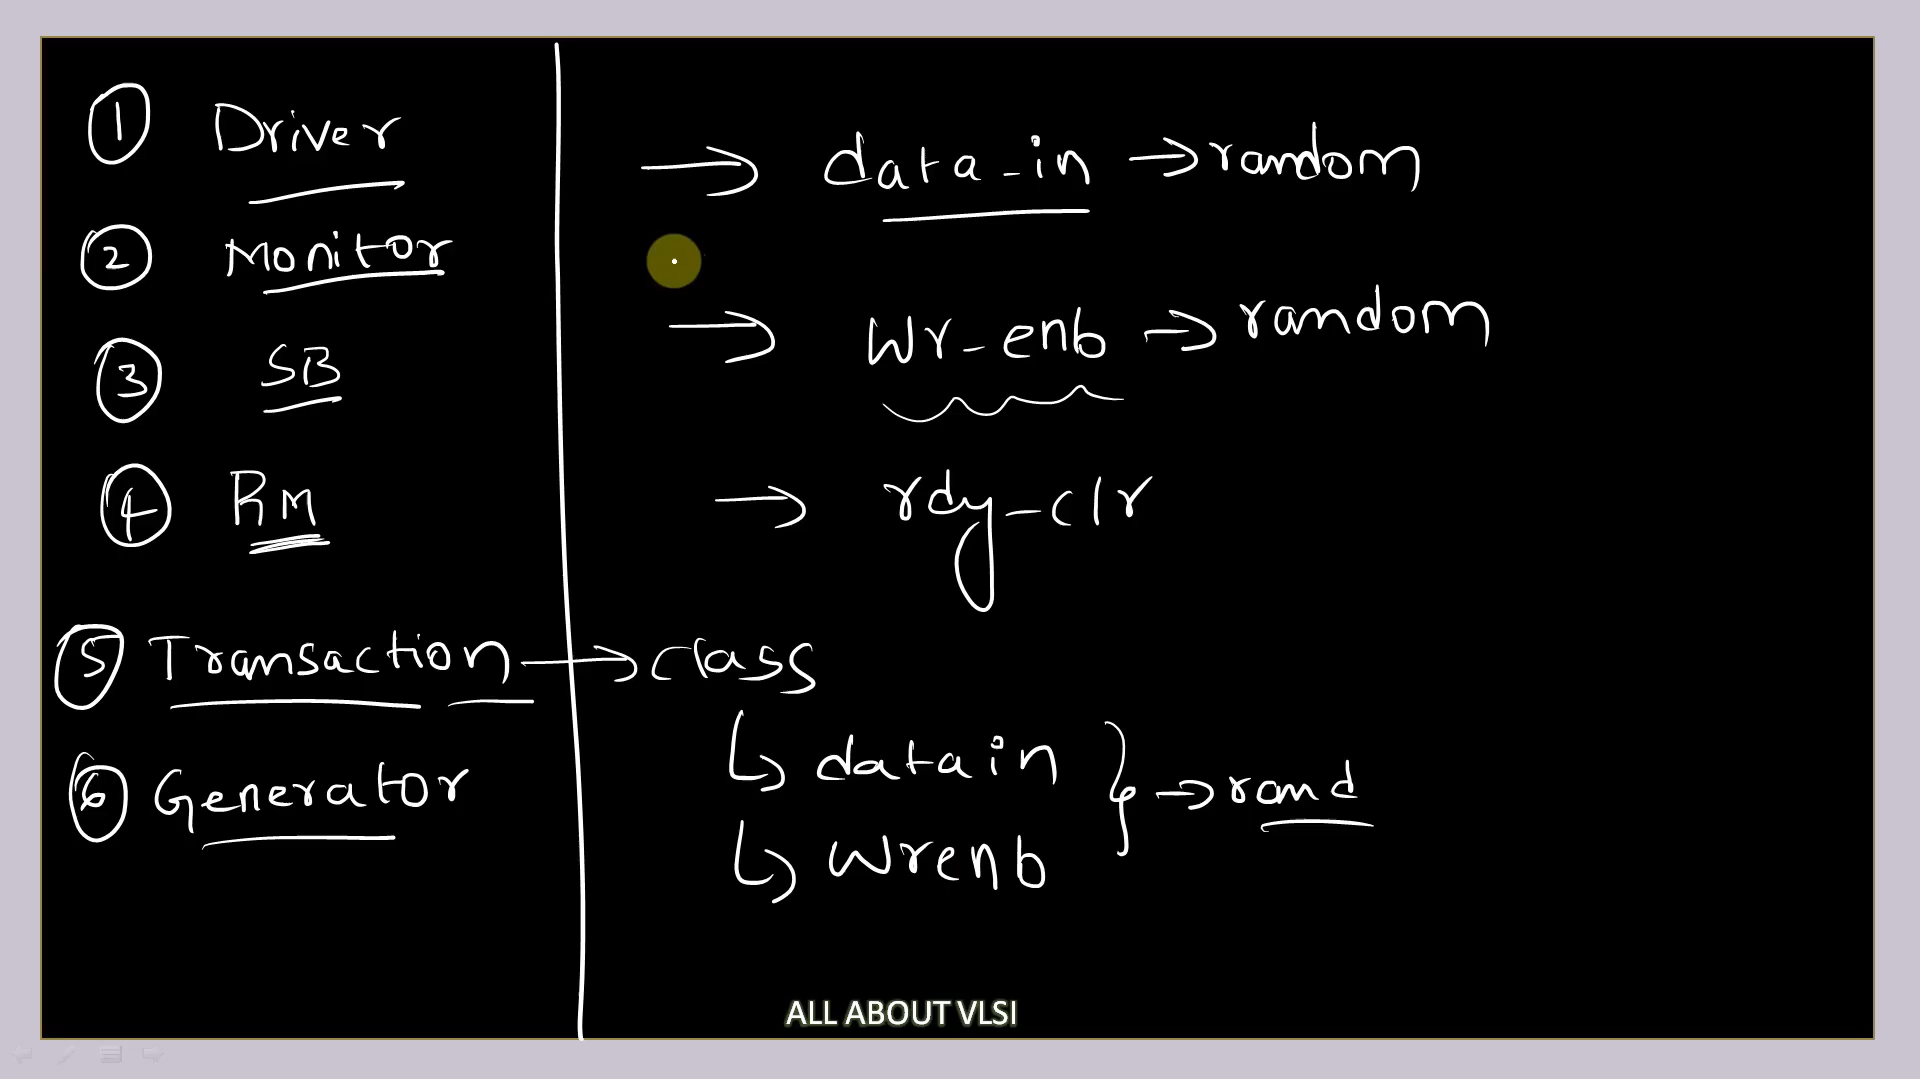 ① Driver
② Monitor
③ SB
④ RM
⑤ Transaction → class
⑥ Generator
→ data_in → random
→ Wr_enb → random
→ rdy_clr
↳ datain
↳ wrenb
} → rand
ALL ABOUT VLSI